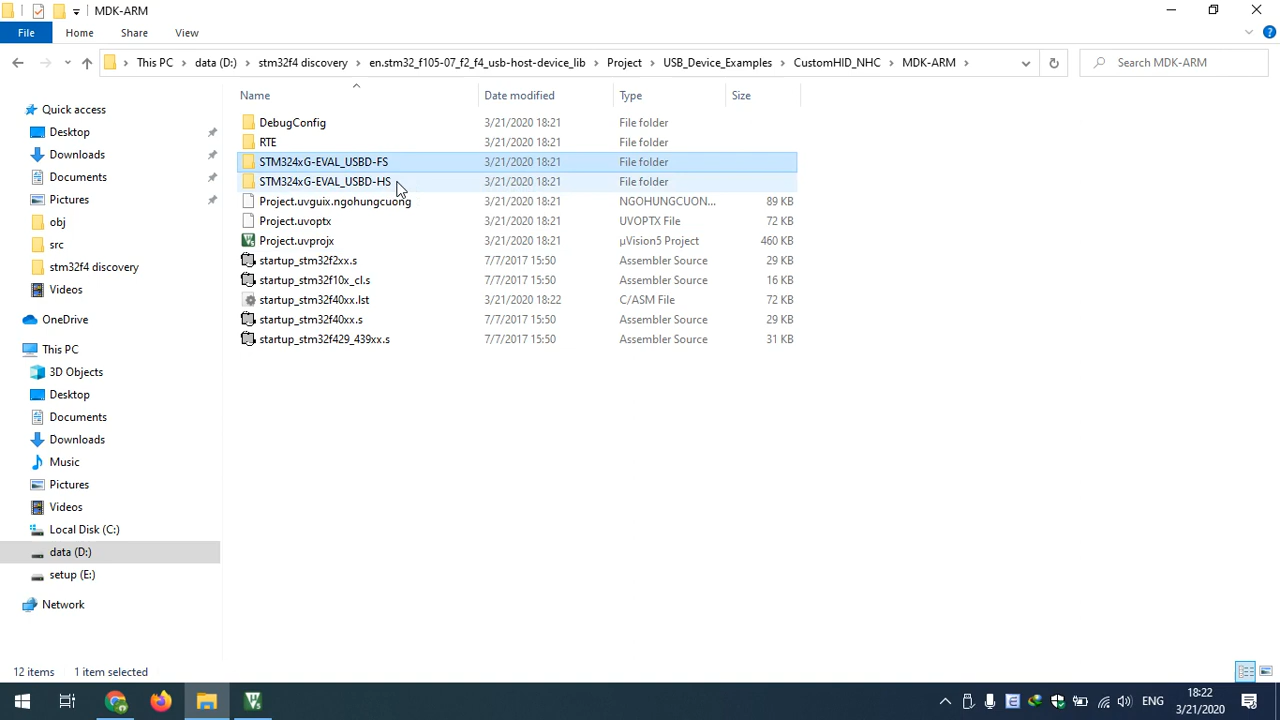 MDK-ARM
File Home Share View
This PC data (D:) stm32f4 discovery en.stm32_f105-07_f2_f4_usb-host-device_lib Project USB_Device_Examples CustomHID_NHC MDK-ARM Search MDK-ARM
Name Date modified Type Size
Quick access
Desktop
Downloads
Documents
Pictures
obj
src
stm32f4 discovery
Videos
OneDrive
This PC
3D Objects
Desktop
Documents
Downloads
Music
Pictures
Videos
Local Disk (C:)
data (D:)
setup (E:)
Network
DebugConfig 3/21/2020 18:21 File folder
RTE 3/21/2020 18:21 File folder
STM324xG-EVAL_USBD-FS 3/21/2020 18:21 File folder
STM324xG-EVAL_USBD-HS 3/21/2020 18:21 File folder
Project.uvguix.ngohungcuong 3/21/2020 18:21 NGOHUNGCUON... 89 KB
Project.uvoptx 3/21/2020 18:21 UVOPTX File 72 KB
Project.uvprojx 3/21/2020 18:21 µVision5 Project 460 KB
startup_stm32f2xx.s 7/7/2017 15:50 Assembler Source 29 KB
startup_stm32f10x_cl.s 7/7/2017 15:50 Assembler Source 16 KB
startup_stm32f40xx.lst 3/21/2020 18:22 C/ASM File 72 KB
startup_stm32f40xx.s 7/7/2017 15:50 Assembler Source 29 KB
startup_stm32f429_439xx.s 7/7/2017 15:50 Assembler Source 31 KB
12 items 1 item selected
ENG
18:22
3/21/2020